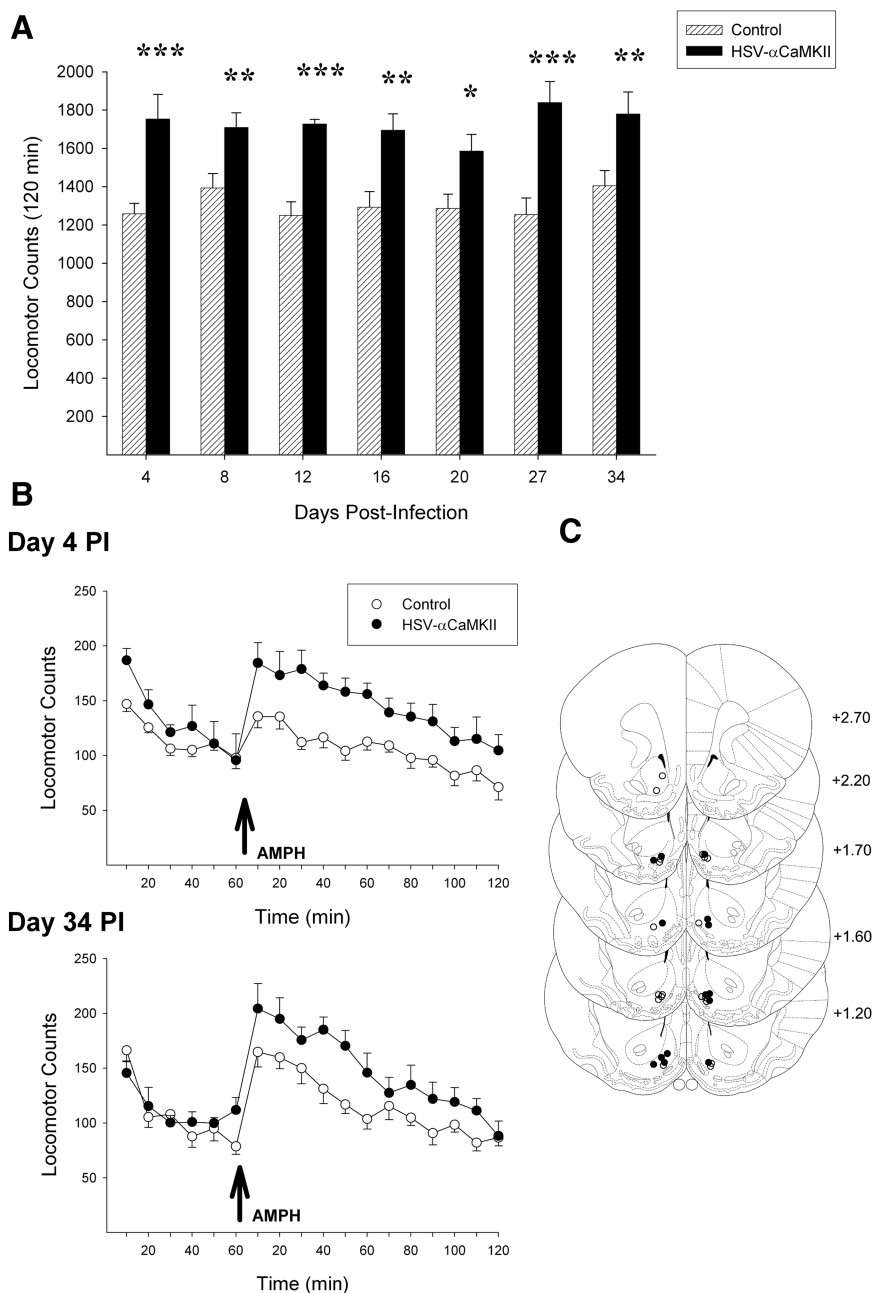 A
Control
HSV-αCaMKII
*** ** *** ** * *** **
Locomotor Counts (120 min)
2000
1800
1600
1400
1200
1000
800
600
400
200
4 8 12 16 20 27 34
Days Post-Infection
B
Day 4 PI
Control
HSV-αCaMKII
Locomotor Counts
250
200
150
100
50
AMPH
20 40 60 20 40 60 80 100 120
Time (min)
Day 34 PI
Locomotor Counts
250
200
150
100
50
AMPH
20 40 60 20 40 60 80 100 120
Time (min)
C
+2.70
+2.20
+1.70
+1.60
+1.20